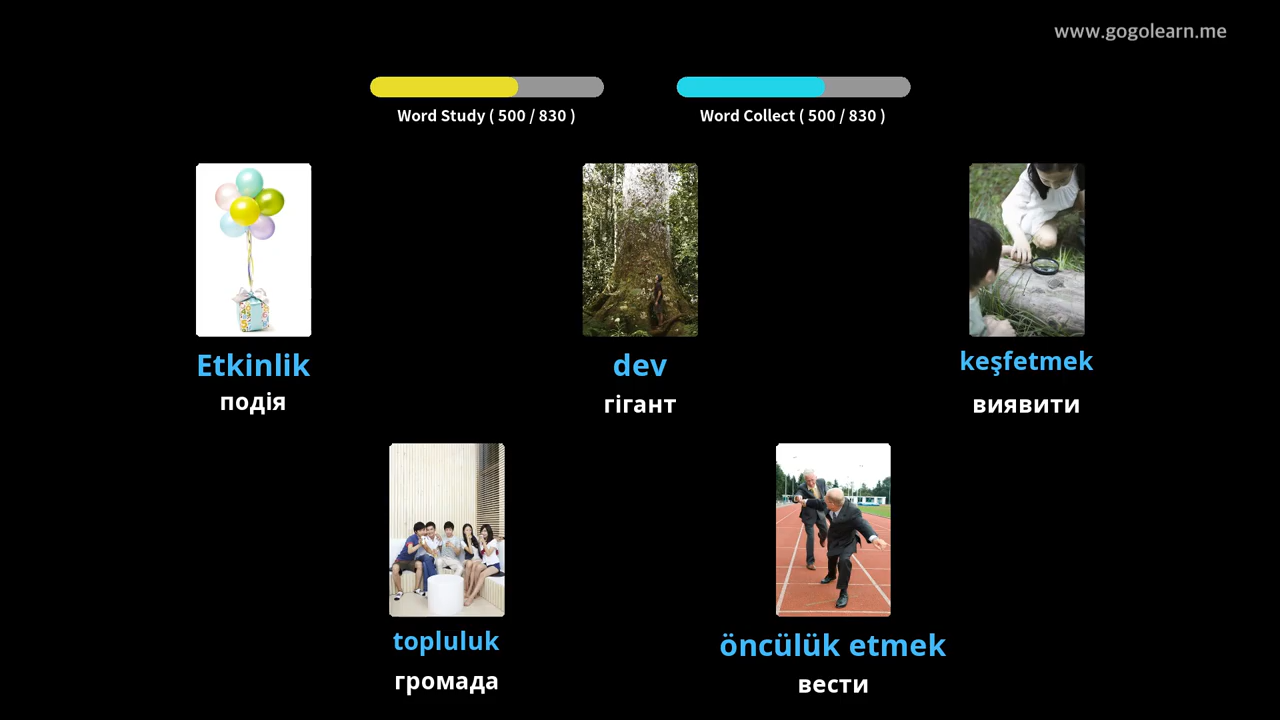 www.gogolearn.me
Word Study ( 500 / 830 )
Word Collect ( 500 / 830 )
Etkinlik
подія
dev
гігант
keşfetmek
виявити
topluluk
громада
öncülük etmek
вести